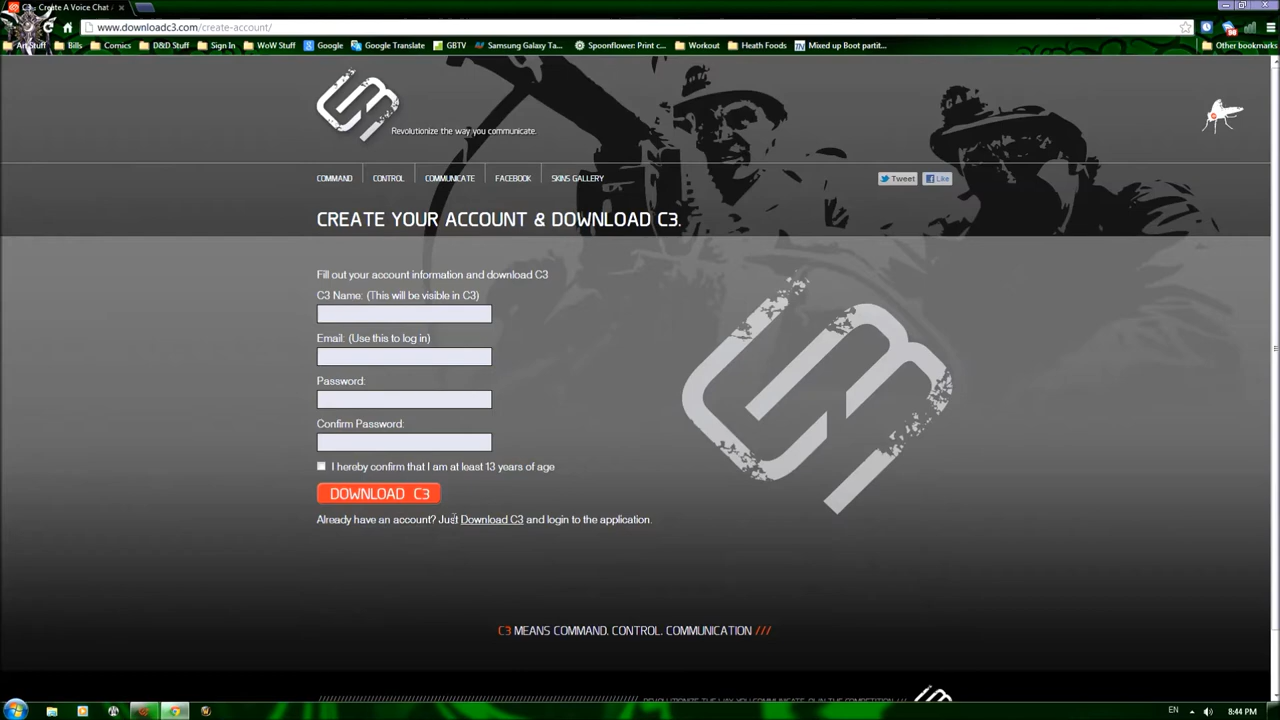 C3 : Create A Voice Chat
www.downloadc3.com/create-account/
Art Stuff Bills Comics D&D Stuff Sign In WoW Stuff Google Google Translate GBTV Samsung Galaxy Ta... Spoonflower: Print c... Workout Heath Foods Mixed up Boot partit... Other bookmarks
Revolutionize the way you communicate.
COMMAND CONTROL COMMUNICATE FACEBOOK SKINS GALLERY Tweet Like
CREATE YOUR ACCOUNT & DOWNLOAD C3.
Fill out your account information and download C3
C3 Name: (This will be visible in C3)
Email: (Use this to log in)
Password:
Confirm Password:
I hereby confirm that I am at least 13 years of age
DOWNLOAD C3
Already have an account? Just Download C3 and login to the application.
C3 MEANS COMMAND. CONTROL. COMMUNICATION ///
REVOLUTIONIZE THE WAY YOU COMMUNICATE.
EN 8:44 PM